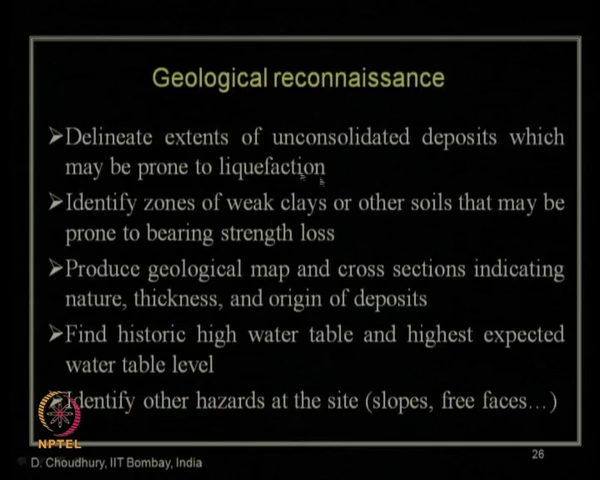 Geological reconnaissance
➢Delineate extents of unconsolidated deposits which
may be prone to liquefaction
➢Identify zones of weak clays or other soils that may be
prone to bearing strength loss
➢Produce geological map and cross sections indicating
nature, thickness, and origin of deposits
➢Find historic high water table and highest expected
water table level
➢Identify other hazards at the site (slopes, free faces…)
NPTEL
D. Choudhury, IIT Bombay, India
26